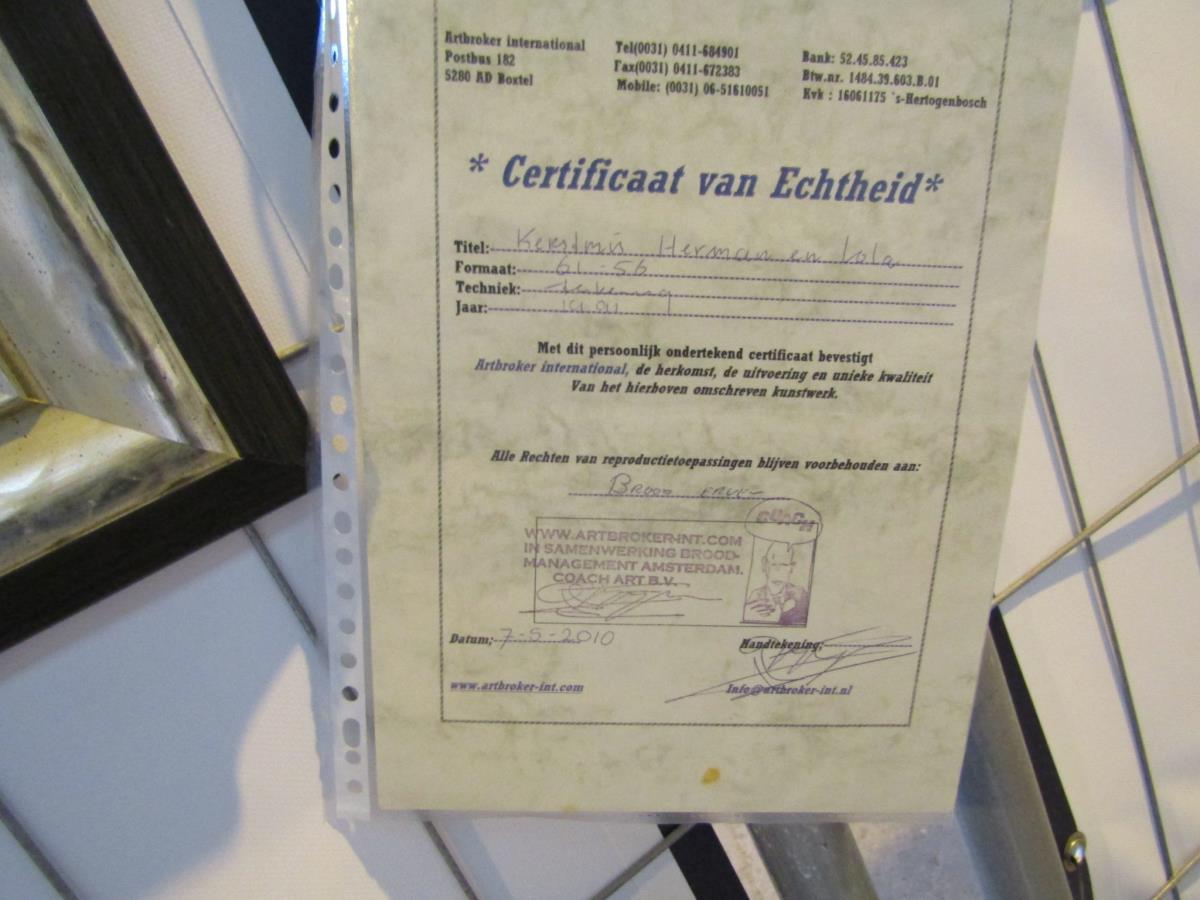 Artbroker international
Postbus 182
5280 AD Boxtel
Tel(0031) 0411-684901
Fax(0031) 0411-672383
Mobile: (0031) 06-51610051
Bank: 52.45.85.423
Btw.nr. 1484.39.603.B.01
Kvk : 16061175 `s-Hertogenbosch
* Certificaat van Echtheid*
Titel: Kerstmis Herman en Lola
Formaat: 61-56
Techniek: tekening
Jaar:
Met dit persoonlijk ondertekend certificaat bevestigt
Artbroker international, de herkomst, de uitvoering en unieke kwaliteit
Van het hierboven omschreven kunstwerk.
Alle Rechten van reproductietoepassingen blijven voorbehouden aan:
Brood
COACH
WWW.ARTBROKER-INT.COM
IN SAMENWERKING BROOD-
MANAGEMENT AMSTERDAM.
COACH ART B.V.
Datum; 7-5-2010
Handtekening;
www.artbroker-int.com
Info@artbroker-int.nl